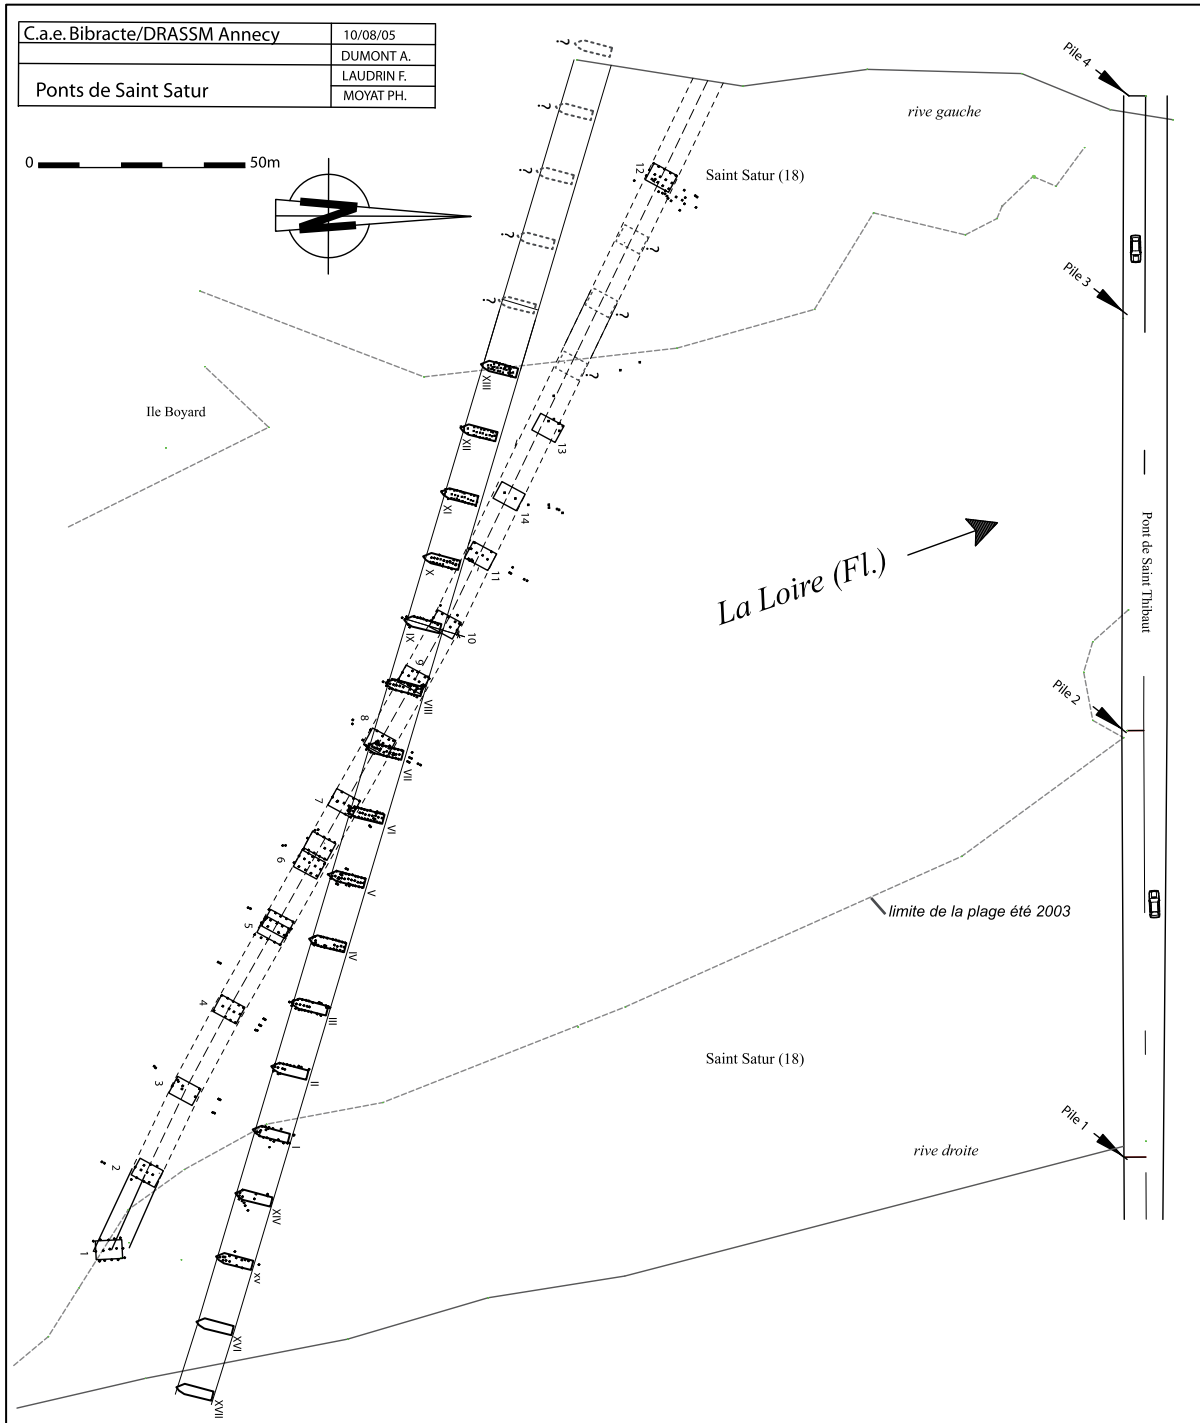 C.a.e. Bibracte/DRASSM Annecy
10/08/05
DUMONT A.
Ponts de Saint Satur
LAUDRIN F.
MOYAT PH.
0
50m
N
?
?
?
?
?
Pile 4
rive gauche
Saint Satur (18)
12
?
?
?
Pile 3
Ile Boyard
XIII
XII
XI
X
IX
VIII
VII
VI
V
IV
III
II
I
XIV
XV
XVI
XVII
13
14
11
10
9
8
7
6
5
4
3
2
1
La Loire (Fl.)
Pont de Saint Thibaut
Pile 2
limite de la plage été 2003
Saint Satur (18)
rive droite
Pile 1